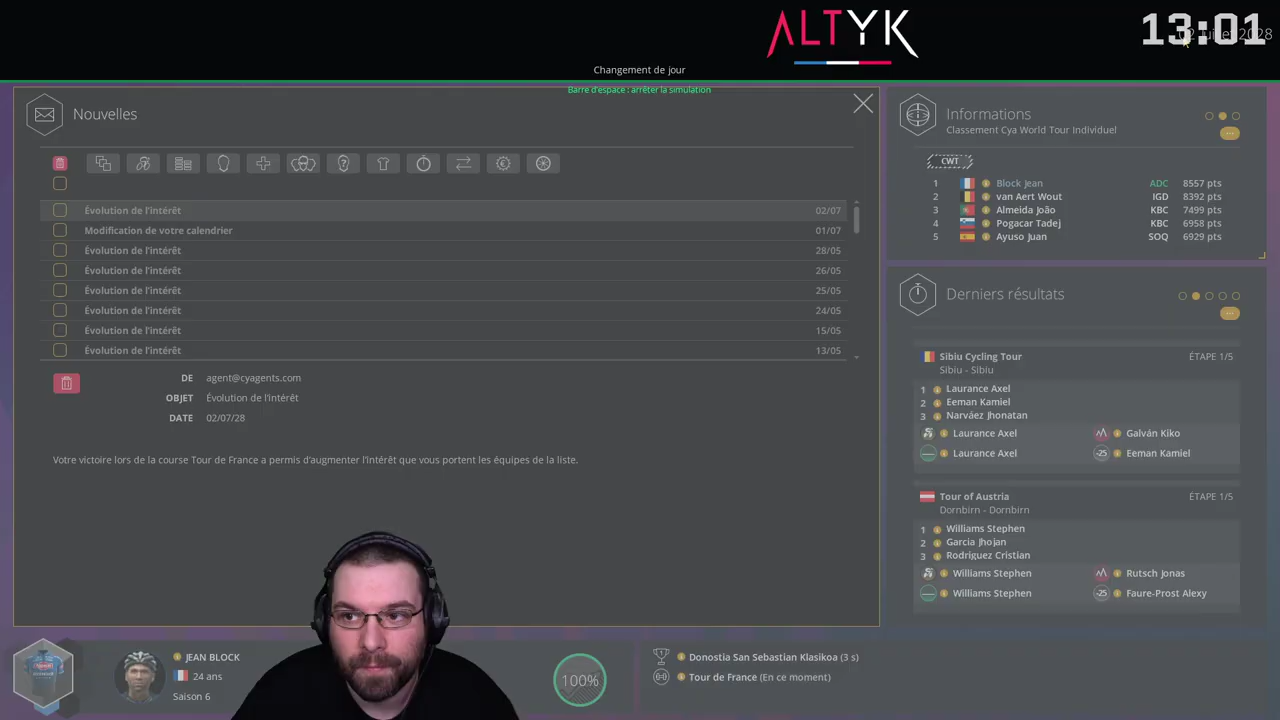 ALTYK
13:01
Changement de jour
Barre d'espace : arrêter la simulation
Nouvelles
Évolution de l'intérêt 02/07
Modification de votre calendrier 01/07
Évolution de l'intérêt 28/05
Évolution de l'intérêt 26/05
Évolution de l'intérêt 25/05
Évolution de l'intérêt 24/05
Évolution de l'intérêt 15/05
Évolution de l'intérêt 13/05
DE agent@cyagents.com
OBJET Évolution de l'intérêt
DATE 02/07/28
Votre victoire lors de la course Tour de France a permis d'augmenter l'intérêt que vous portent les équipes de la liste.
Informations
Classement Cya World Tour Individuel
CWT
1 Block Jean ADC 8557 pts
2 van Aert Wout IGD 8392 pts
3 Almeida João KBC 7499 pts
4 Pogacar Tadej KBC 6958 pts
5 Ayuso Juan SOQ 6929 pts
Derniers résultats
Sibiu Cycling Tour ÉTAPE 1/5
Sibiu - Sibiu
1 Laurance Axel
2 Eeman Kamiel
3 Narváez Jhonatan
Laurance Axel Galván Kiko
Laurance Axel -25 Eeman Kamiel
Tour of Austria ÉTAPE 1/5
Dornbirn - Dornbirn
1 Williams Stephen
2 Garcia Jhojan
3 Rodriguez Cristian
Williams Stephen Rutsch Jonas
Williams Stephen -25 Faure-Prost Alexy
JEAN BLOCK
24 ans
Saison 6
100%
Donostia San Sebastian Klasikoa (3 s)
Tour de France (En ce moment)